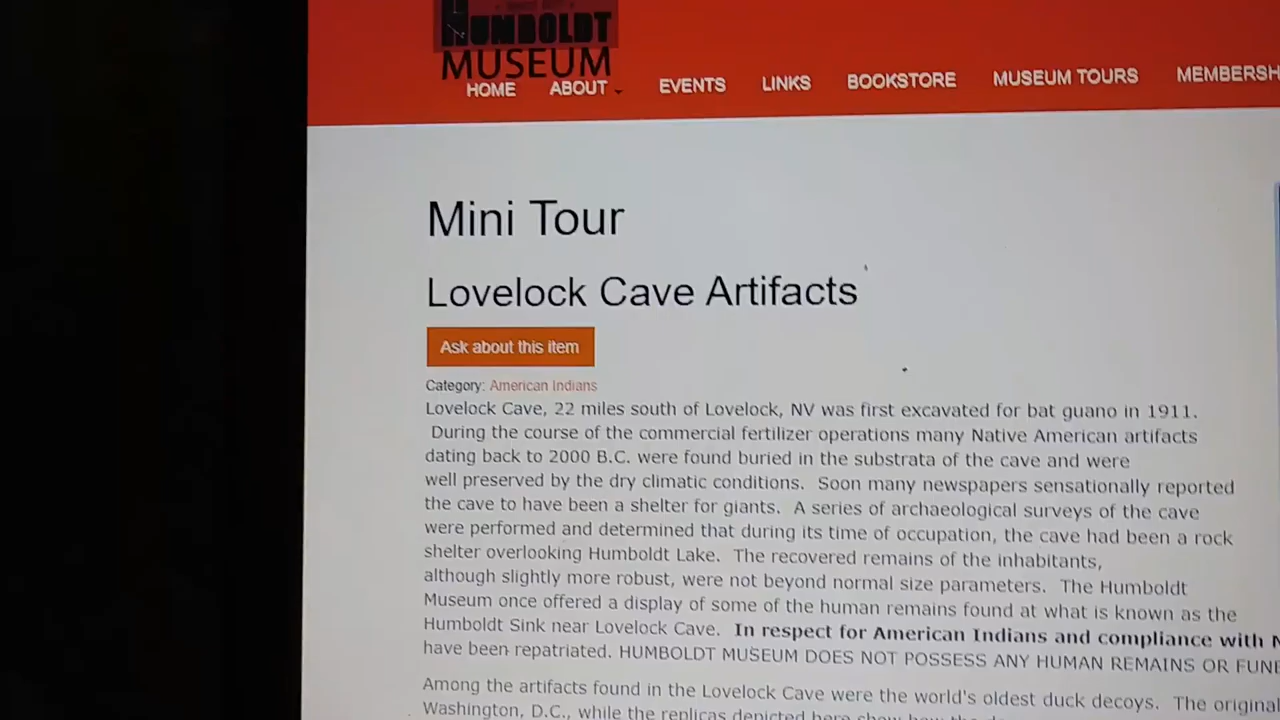 HUMBOLDT
MUSEUM
HOME ABOUT EVENTS LINKS BOOKSTORE MUSEUM TOURS MEMBERSH
Mini Tour
Lovelock Cave Artifacts
Ask about this item
Category: American Indians
Lovelock Cave, 22 miles south of Lovelock, NV was first excavated for bat guano in 1911.
During the course of the commercial fertilizer operations many Native American artifacts
dating back to 2000 B.C. were found buried in the substrata of the cave and were
well preserved by the dry climatic conditions. Soon many newspapers sensationally reported
the cave to have been a shelter for giants. A series of archaeological surveys of the cave
were performed and determined that during its time of occupation, the cave had been a rock
shelter overlooking Humboldt Lake. The recovered remains of the inhabitants,
although slightly more robust, were not beyond normal size parameters. The Humboldt
Museum once offered a display of some of the human remains found at what is known as the
Humboldt Sink near Lovelock Cave. In respect for American Indians and compliance with N
have been repatriated. HUMBOLDT MUSEUM DOES NOT POSSESS ANY HUMAN REMAINS OR FUNE
Among the artifacts found in the Lovelock Cave were the world's oldest duck decoys. The original
Washington, D.C., while the replicas depicted here show how the